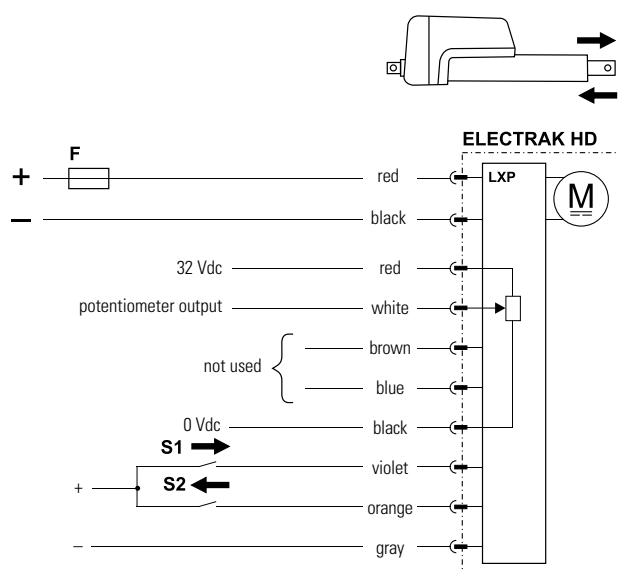 ELECTRAK HD
F
+ red LXP
M
− black
32 Vdc red
potentiometer output white
brown
not used
blue
0 Vdc black
S1
violet
S2
+
orange
− gray